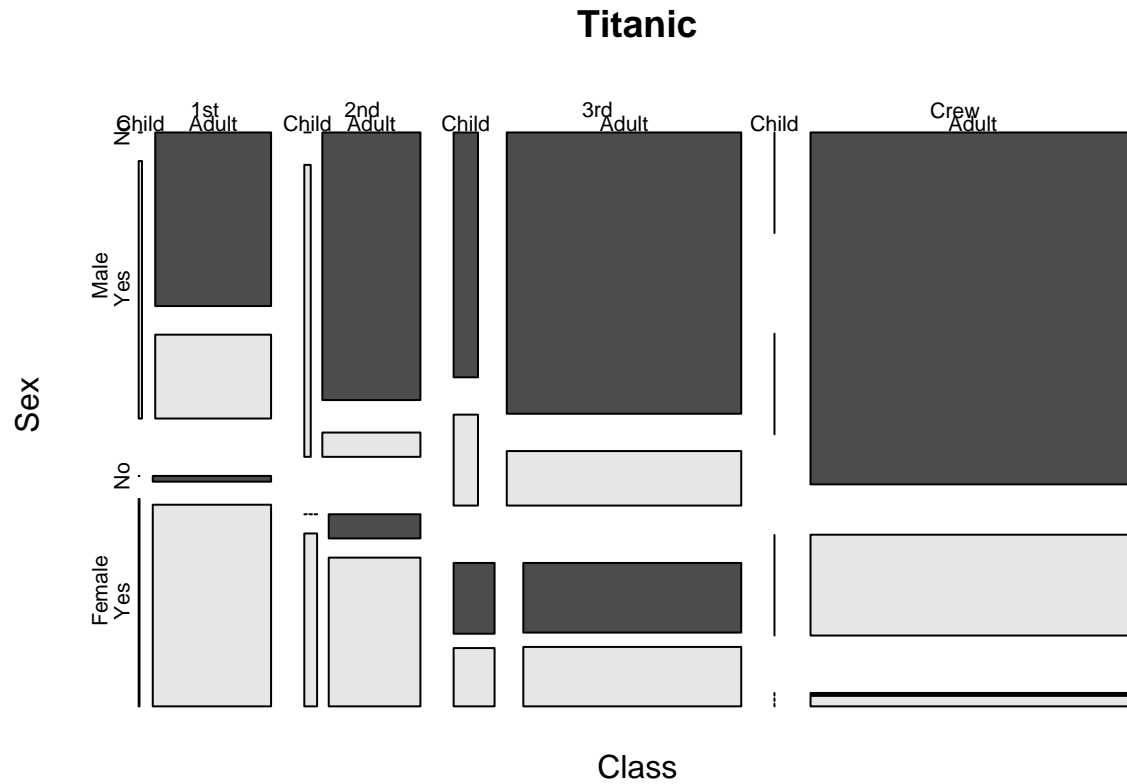 Titanic
1st 2nd 3rd Crew
Child Adult Child Adult Child Adult Child Adult
No
Male
Yes
No
Female
Yes
Sex
Class